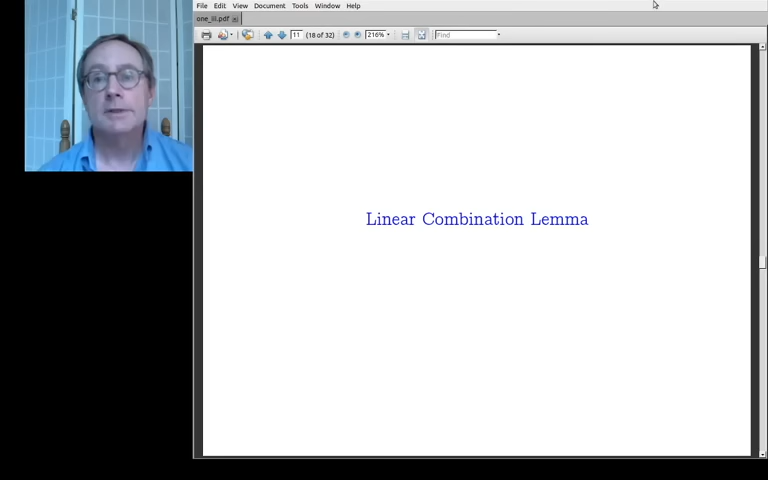 File Edit View Document Tools Window Help
one_iii.pdf
11 (18 of 32) 216% Find
Linear Combination Lemma